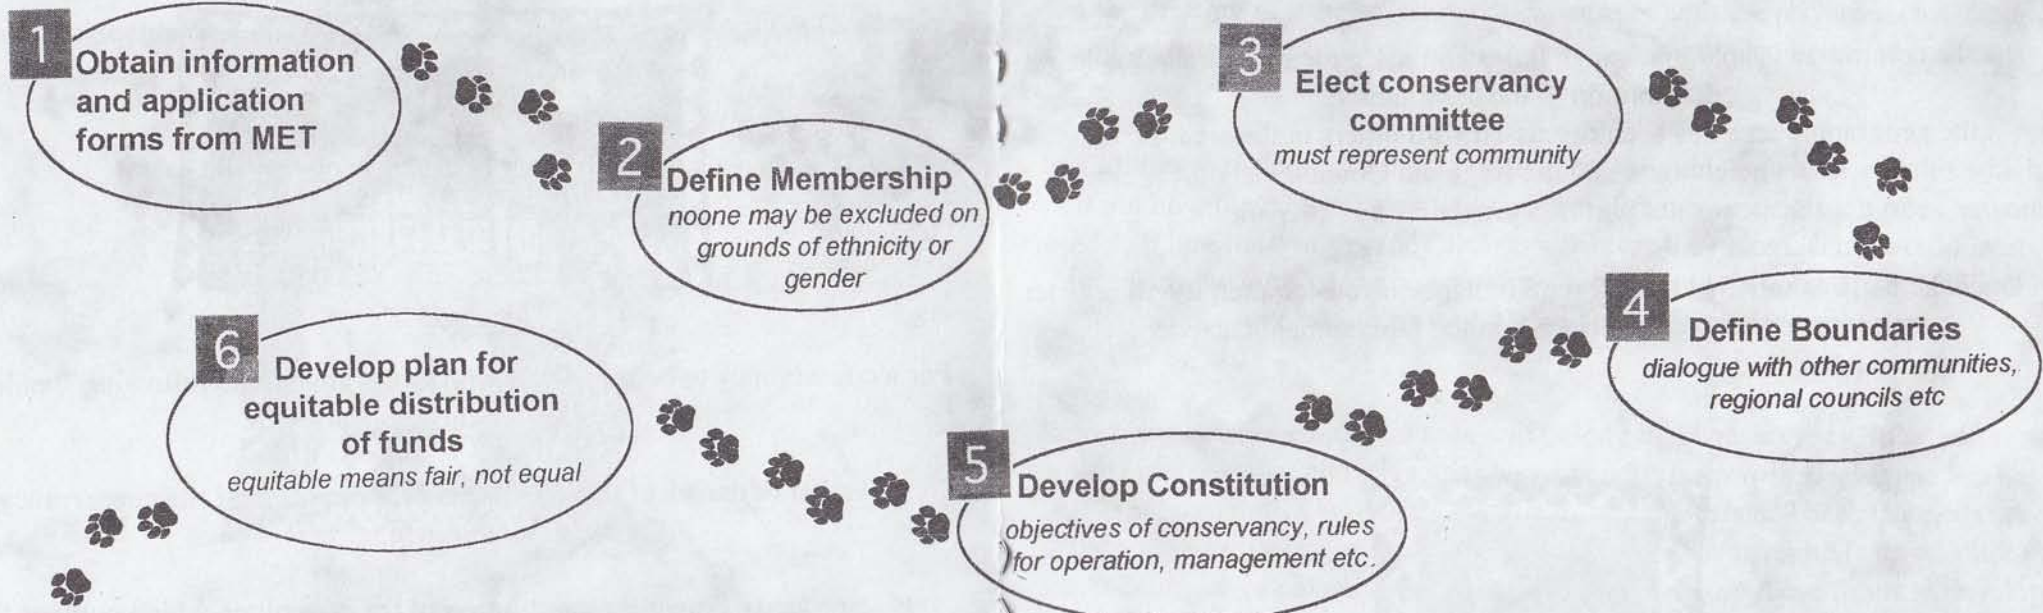 1
Obtain information
and application
forms from MET
2
Define Membership
noone may be excluded on
grounds of ethnicity or
gender
3
Elect conservancy
committee
must represent community
4
Define Boundaries
dialogue with other communities,
regional councils etc
5
Develop Constitution
objectives of conservancy, rules
for operation, management etc.
6
Develop plan for
equitable distribution
of funds
equitable means fair, not equal